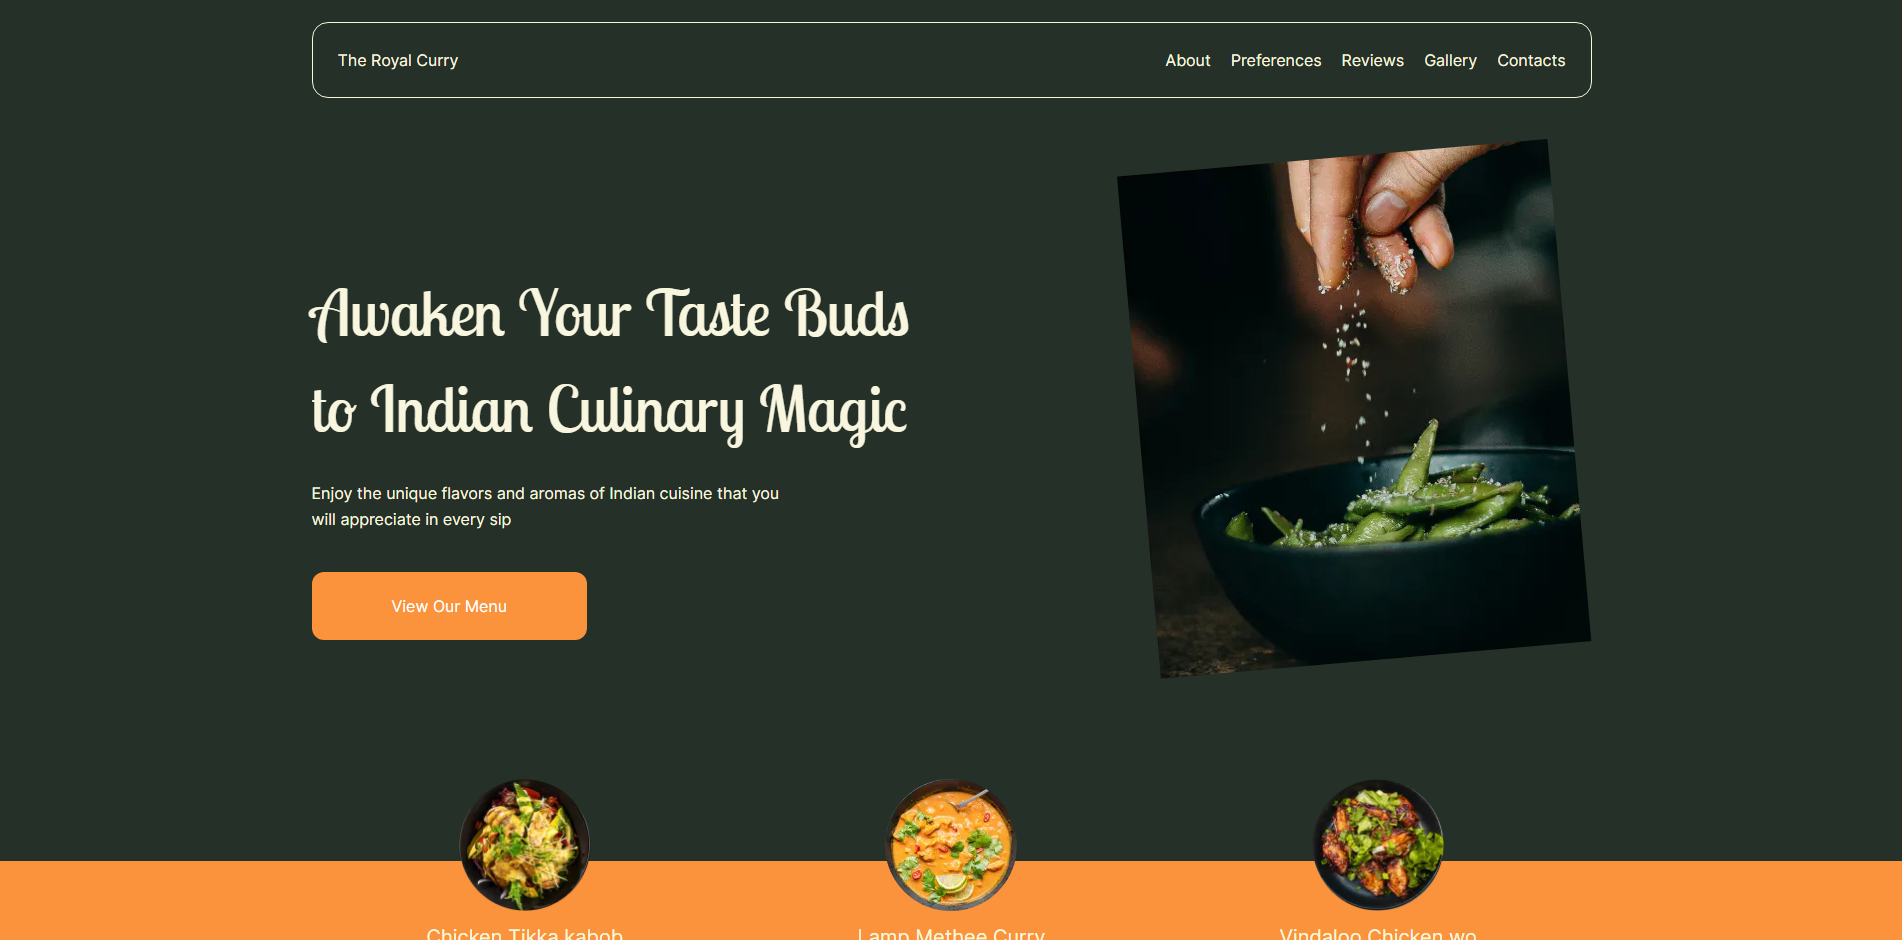 The Royal Curry
About Preferences Reviews Gallery Contacts
Awaken Your Taste Buds
to Indian Culinary Magic
Enjoy the unique flavors and aromas of Indian cuisine that you
will appreciate in every sip
View Our Menu
Chicken Tikka kabob
Lamp Methee Curry
Vindaloo Chicken wo